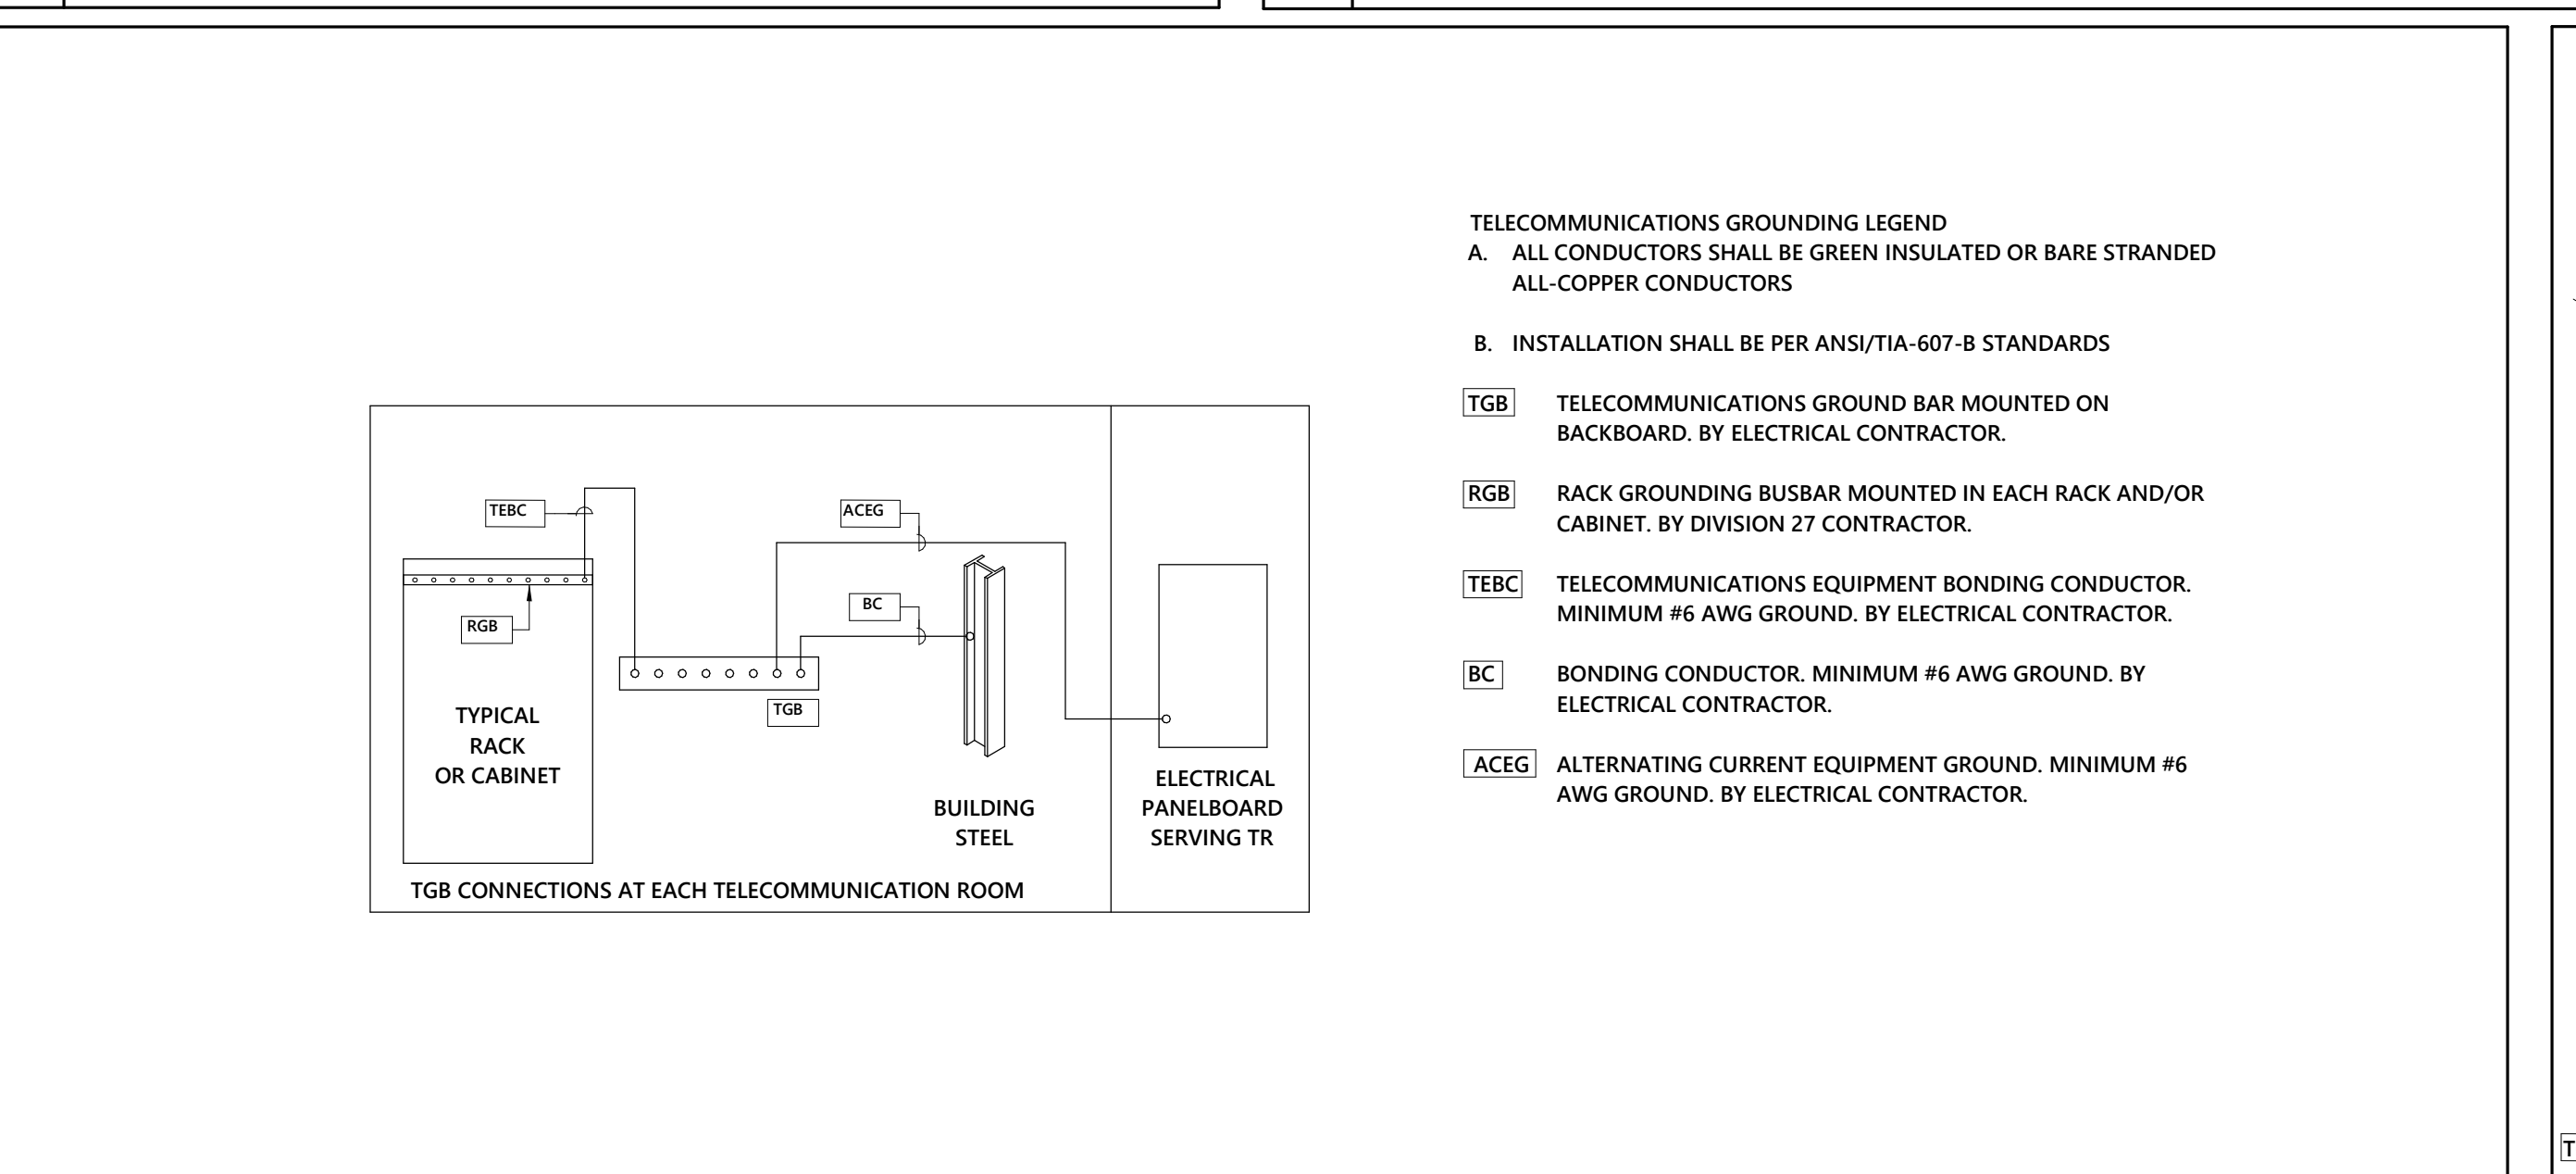 TEBC
ACEG
BC
RGB
TGB
TYPICAL
RACK
OR CABINET
BUILDING
STEEL
ELECTRICAL
PANELBOARD
SERVING TR
TGB CONNECTIONS AT EACH TELECOMMUNICATION ROOM
TELECOMMUNICATIONS GROUNDING LEGEND
A. ALL CONDUCTORS SHALL BE GREEN INSULATED OR BARE STRANDED
ALL-COPPER CONDUCTORS
B. INSTALLATION SHALL BE PER ANSI/TIA-607-B STANDARDS
TGB TELECOMMUNICATIONS GROUND BAR MOUNTED ON
BACKBOARD. BY ELECTRICAL CONTRACTOR.
RGB RACK GROUNDING BUSBAR MOUNTED IN EACH RACK AND/OR
CABINET. BY DIVISION 27 CONTRACTOR.
TEBC TELECOMMUNICATIONS EQUIPMENT BONDING CONDUCTOR.
MINIMUM #6 AWG GROUND. BY ELECTRICAL CONTRACTOR.
BC BONDING CONDUCTOR. MINIMUM #6 AWG GROUND. BY
ELECTRICAL CONTRACTOR.
ACEG ALTERNATING CURRENT EQUIPMENT GROUND. MINIMUM #6
AWG GROUND. BY ELECTRICAL CONTRACTOR.